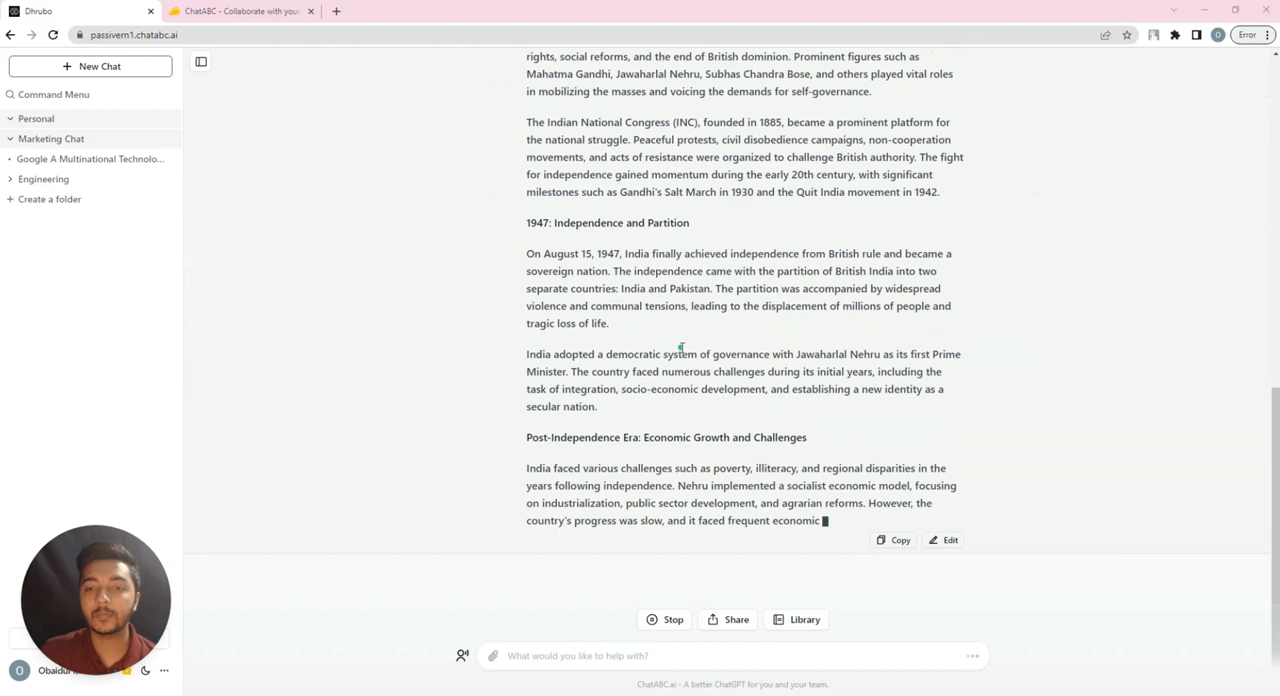 Dhrubo
ChatABC - Collaborate with your
passivern1.chatabc.ai
Error
New Chat
Command Menu
Personal
Marketing Chat
Google A Multinational Technolo...
Engineering
Create a folder
rights, social reforms, and the end of British dominion. Prominent figures such as
Mahatma Gandhi, Jawaharlal Nehru, Subhas Chandra Bose, and others played vital roles
in mobilizing the masses and voicing the demands for self-governance.
The Indian National Congress (INC), founded in 1885, became a prominent platform for
the national struggle. Peaceful protests, civil disobedience campaigns, non-cooperation
movements, and acts of resistance were organized to challenge British authority. The fight
for independence gained momentum during the early 20th century, with significant
milestones such as Gandhi's Salt March in 1930 and the Quit India movement in 1942.
1947: Independence and Partition
On August 15, 1947, India finally achieved independence from British rule and became a
sovereign nation. The independence came with the partition of British India into two
separate countries: India and Pakistan. The partition was accompanied by widespread
violence and communal tensions, leading to the displacement of millions of people and
tragic loss of life.
India adopted a democratic system of governance with Jawaharlal Nehru as its first Prime
Minister. The country faced numerous challenges during its initial years, including the
task of integration, socio-economic development, and establishing a new identity as a
secular nation.
Post-Independence Era: Economic Growth and Challenges
India faced various challenges such as poverty, illiteracy, and regional disparities in the
years following independence. Nehru implemented a socialist economic model, focusing
on industrialization, public sector development, and agrarian reforms. However, the
country's progress was slow, and it faced frequent economic
Copy
Edit
Stop
Share
Library
What would you like to help with?
O
ChatABC.ai - A better ChatGPT for you and your team.